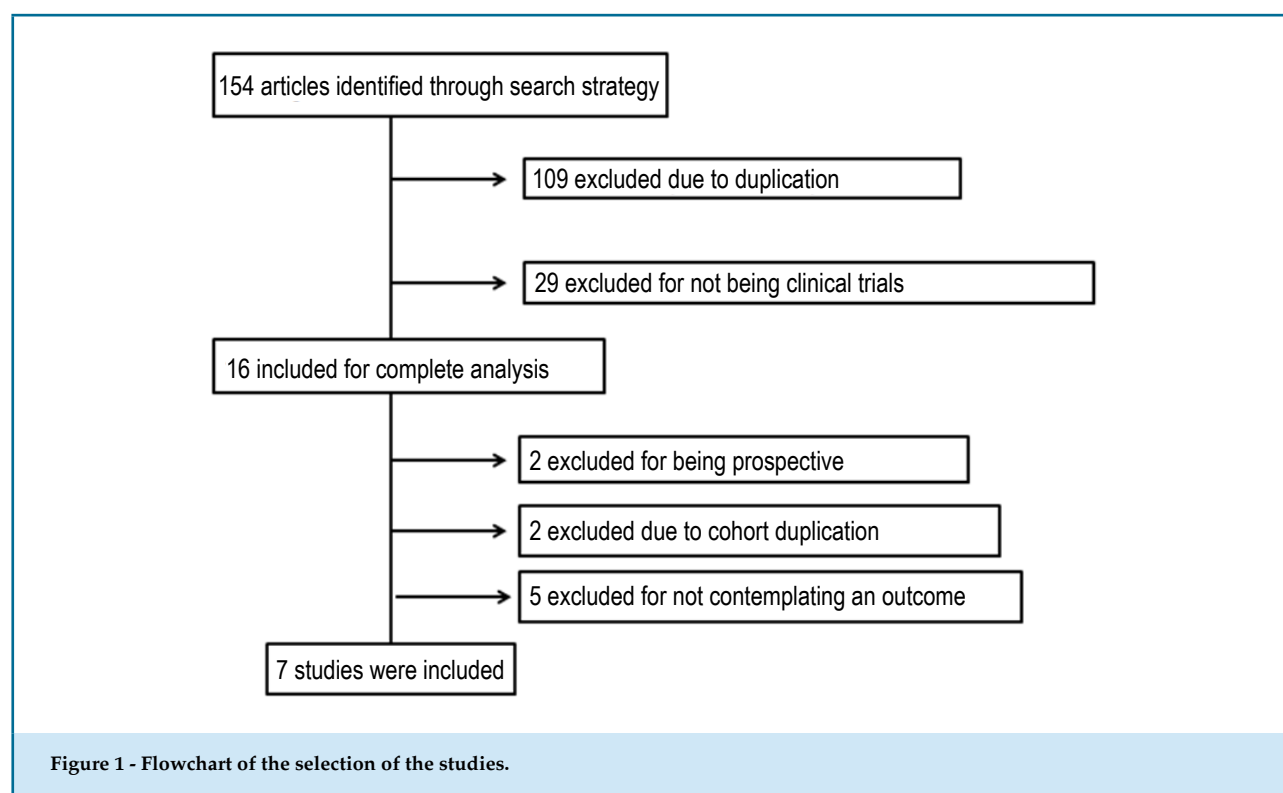 154 articles identified through search strategy
109 excluded due to duplication
29 excluded for not being clinical trials
16 included for complete analysis
2 excluded for being prospective
2 excluded due to cohort duplication
5 excluded for not contemplating an outcome
7 studies were included
Figure 1 - Flowchart of the selection of the studies.